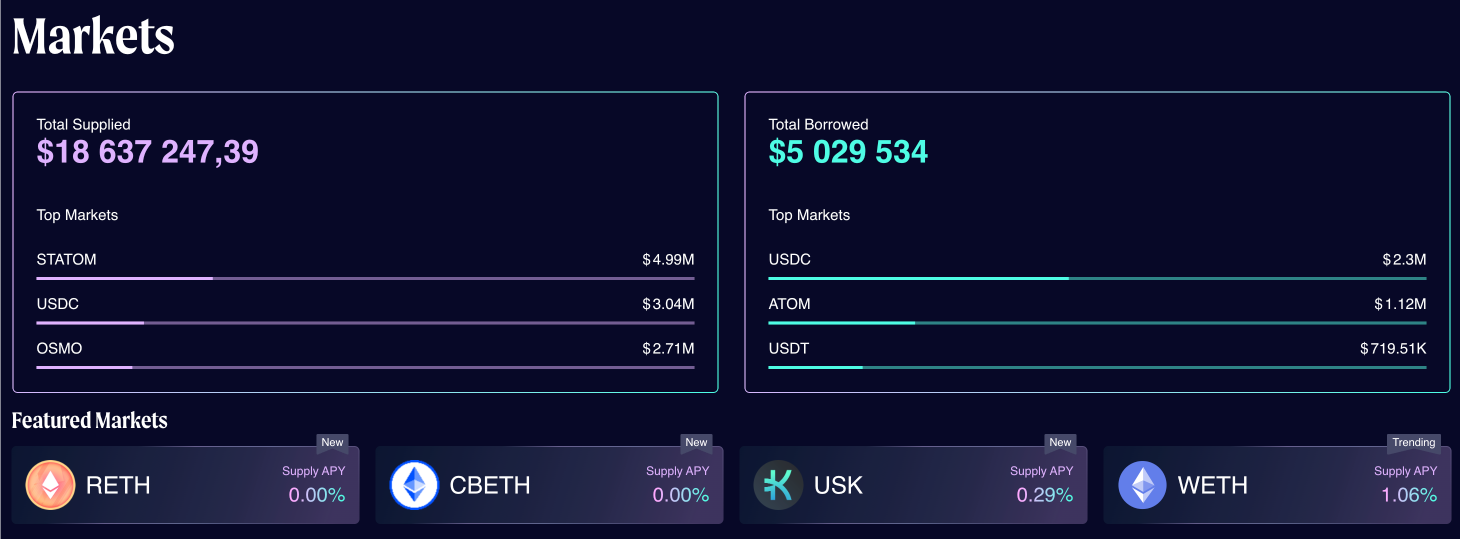 Markets
Total Supplied
$18 637 247,39
Top Markets
STATOM $4.99M
USDC $3.04M
OSMO $2.71M
Total Borrowed
$5 029 534
Top Markets
USDC $2.3M
ATOM $1.12M
USDT $719.51K
Featured Markets
New
RETH
Supply APY
0.00%
New
CBETH
Supply APY
0.00%
New
USK
Supply APY
0.29%
Trending
WETH
Supply APY
1.06%